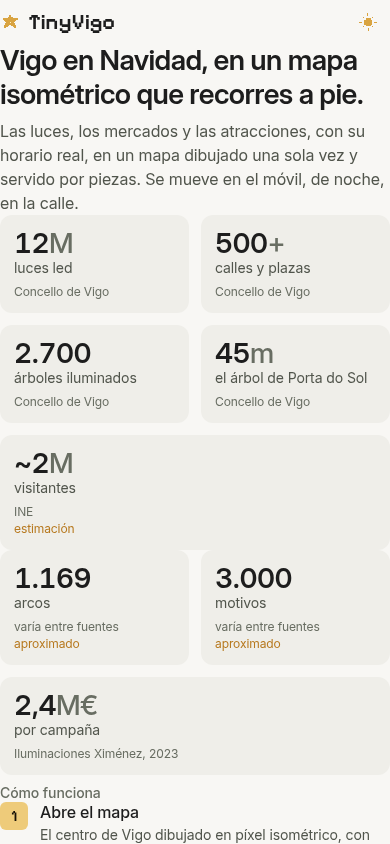 TinyVigo
Vigo en Navidad, en un mapa
isométrico que recorres a pie.
Las luces, los mercados y las atracciones, con su
horario real, en un mapa dibujado una sola vez y
servido por piezas. Se mueve en el móvil, de noche,
en la calle.
12M
luces led
Concello de Vigo
500+
calles y plazas
Concello de Vigo
2.700
árboles iluminados
Concello de Vigo
45m
el árbol de Porta do Sol
Concello de Vigo
~2M
visitantes
INE
estimación
1.169
arcos
varía entre fuentes
aproximado
3.000
motivos
varía entre fuentes
aproximado
2,4M€
por campaña
Iluminaciones Ximénez, 2023
Cómo funciona
1
Abre el mapa
El centro de Vigo dibujado en píxel isométrico, con